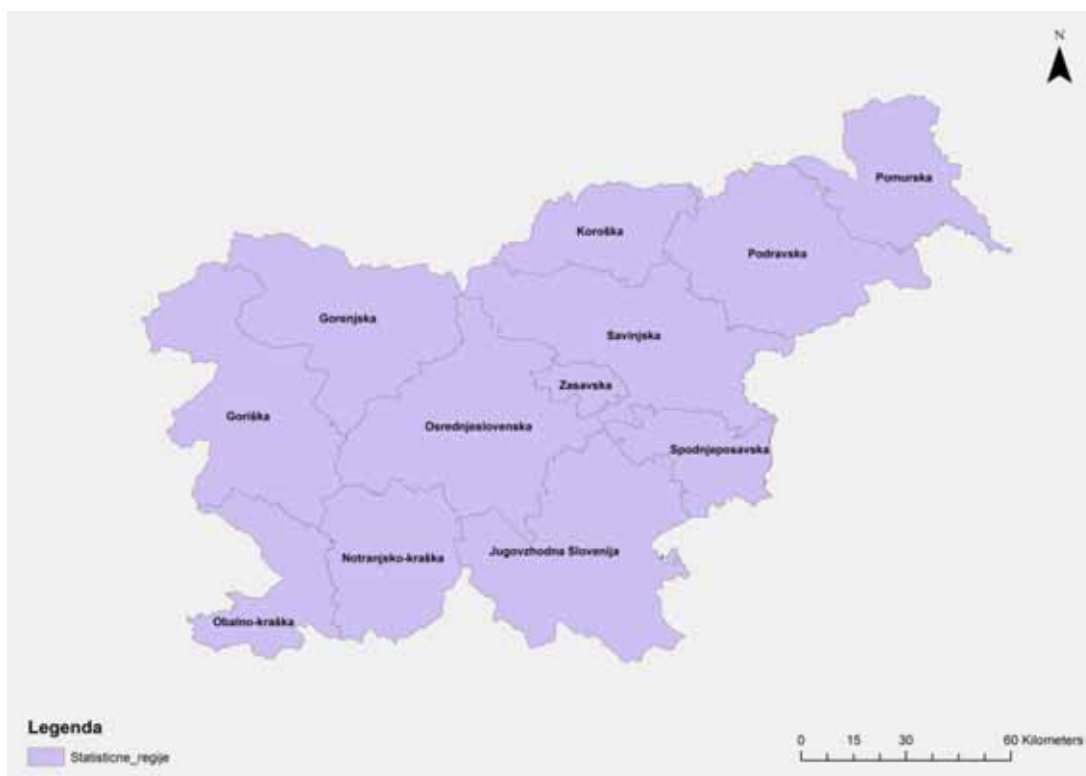 N
Pomurska
Koroška
Podravska
Gorenjska
Savinjska
Zasavska
Goriška
Osrednjeslovenska
Spodnjeposavska
Jugovzhodna Slovenija
Notranjsko-kraška
Obalno-kraška
Legenda
Statisticne_regije
0 15 30 60 Kilometers